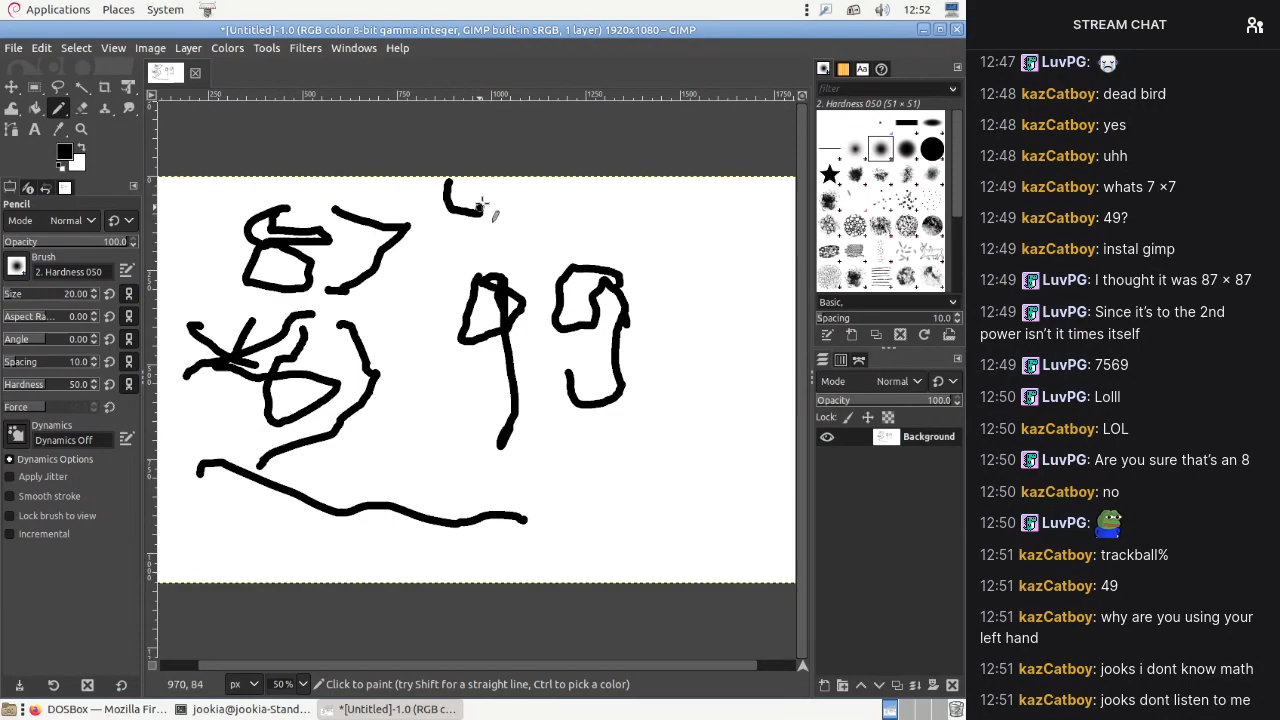 Applications Places System 12:52
*[Untitled]-1.0 (RGB color 8-bit gamma integer, GIMP built-in sRGB, 1 layer) 1920x1080 – GIMP
File Edit Select View Image Layer Colors Tools Filters Windows Help
250 500 750 1000 1250 1500 1750
Pencil
Mode Normal
Opacity 100.0
Brush
2. Hardness 050
Size 20.00
Aspect Ra... 0.00
Angle 0.00
Spacing 10.0
Hardness 50.0
Force
Dynamics
Dynamics Off
Dynamics Options
Apply Jitter
Smooth stroke
Lock brush to view
Incremental
87
x 87
49
filter
2. Hardness 050 (51 × 51)
Basic,
Spacing 10.0
Mode Normal
Opacity 100.0
Lock:
Background
970, 84 px 50 % Click to paint (try Shift for a straight line, Ctrl to pick a color)
DOSBox — Mozilla Fir... jookia@jookia-Stand... *[Untitled]-1.0 (RGB c...
STREAM CHAT
12:47 LuvPG:
12:48 kazCatboy: dead bird
12:48 kazCatboy: yes
12:48 kazCatboy: uhh
12:49 kazCatboy: whats 7 ×7
12:49 kazCatboy: 49?
12:49 kazCatboy: instal gimp
12:49 LuvPG: I thought it was 87 × 87
12:49 LuvPG: Since it's to the 2nd
power isn't it times itself
12:49 LuvPG: 7569
12:50 LuvPG: Lolll
12:50 kazCatboy: LOL
12:50 LuvPG: Are you sure that's an 8
12:50 kazCatboy: no
12:50 LuvPG:
12:51 kazCatboy: trackball%
12:51 kazCatboy: 49
12:51 kazCatboy: why are you using your
left hand
12:51 kazCatboy: jooks i dont know math
12:51 kazCatboy: jooks dont listen to me